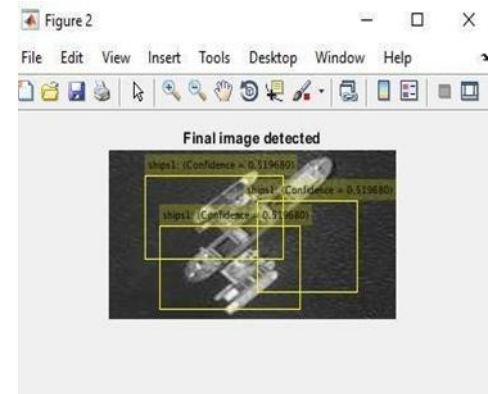 Figure 2
File Edit View Insert Tools Desktop Window Help
Final image detected
ships1: (Confidence = 0.519680)
ships1: (Confidence = 0.519680)
ships1: (Confidence = 0.519680)